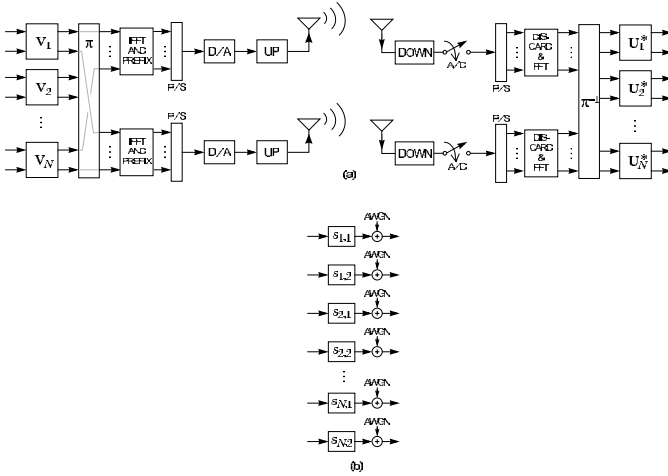 V1
V2
VN
π
IFFT AND PREFIX
P/S
D/A
UP
IFFT AND PREFIX
P/S
D/A
UP
DOWN
A/D
P/S
DIS- CARD & FFT
DOWN
A/D
P/S
DIS- CARD & FFT
π-1
U1*
U2*
UN*
(a)
AWGN
s1,1
AWGN
s1,2
AWGN
s2,1
AWGN
s2,2
AWGN
sN,1
AWGN
sN,2
(b)